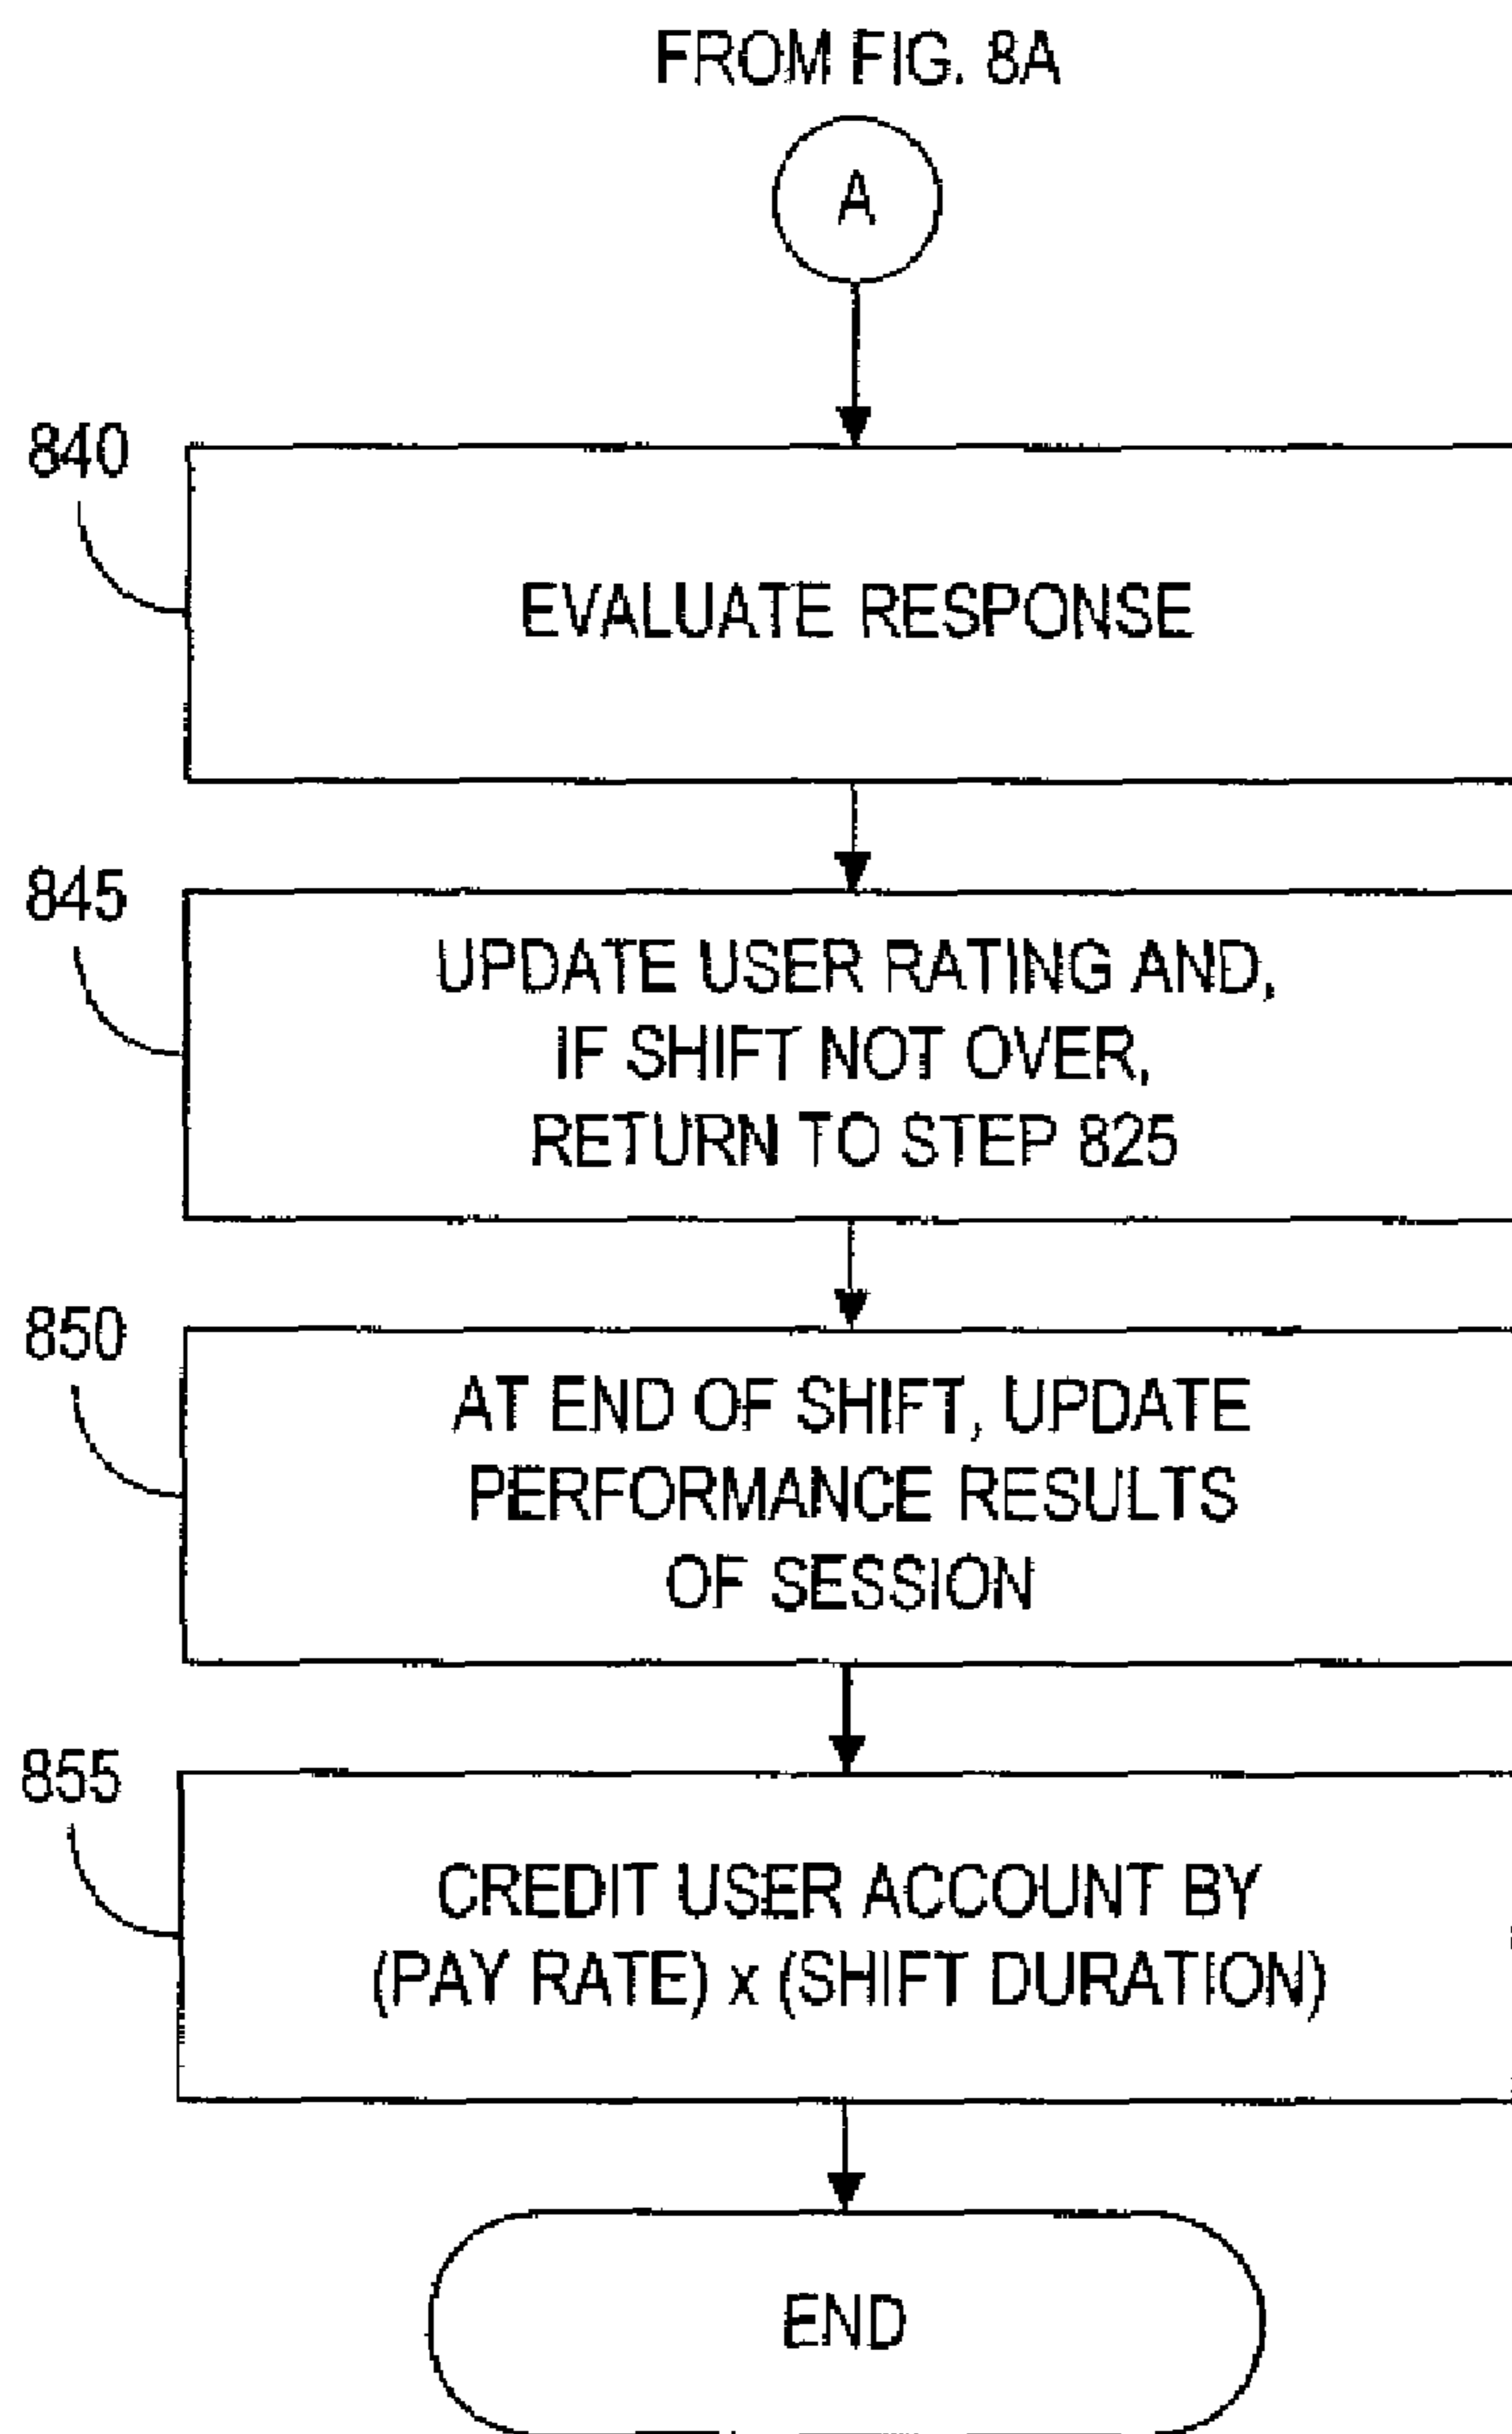 FROM FIG. 8A
A
840
EVALUATE RESPONSE
845
UPDATE USER RATING AND,
IF SHIFT NOT OVER,
RETURN TO STEP 825
850
AT END OF SHIFT, UPDATE
PERFORMANCE RESULTS
OF SESSION
855
CREDIT USER ACCOUNT BY
(PAY RATE) x (SHIFT DURATION)
END